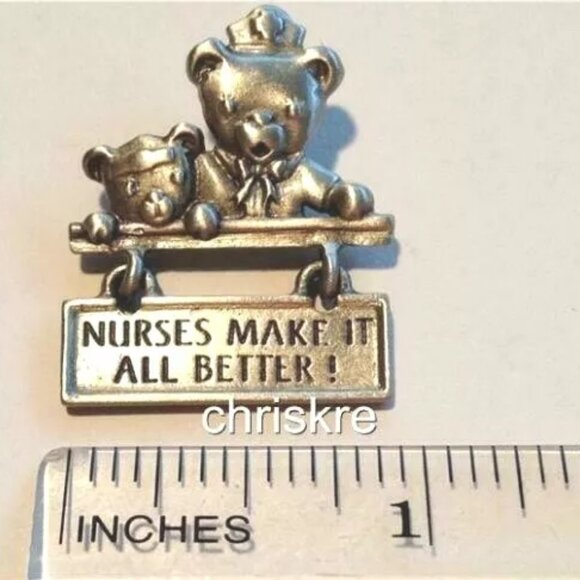 NURSES MAKE IT
ALL BETTER !
chriskre
INCHES
1